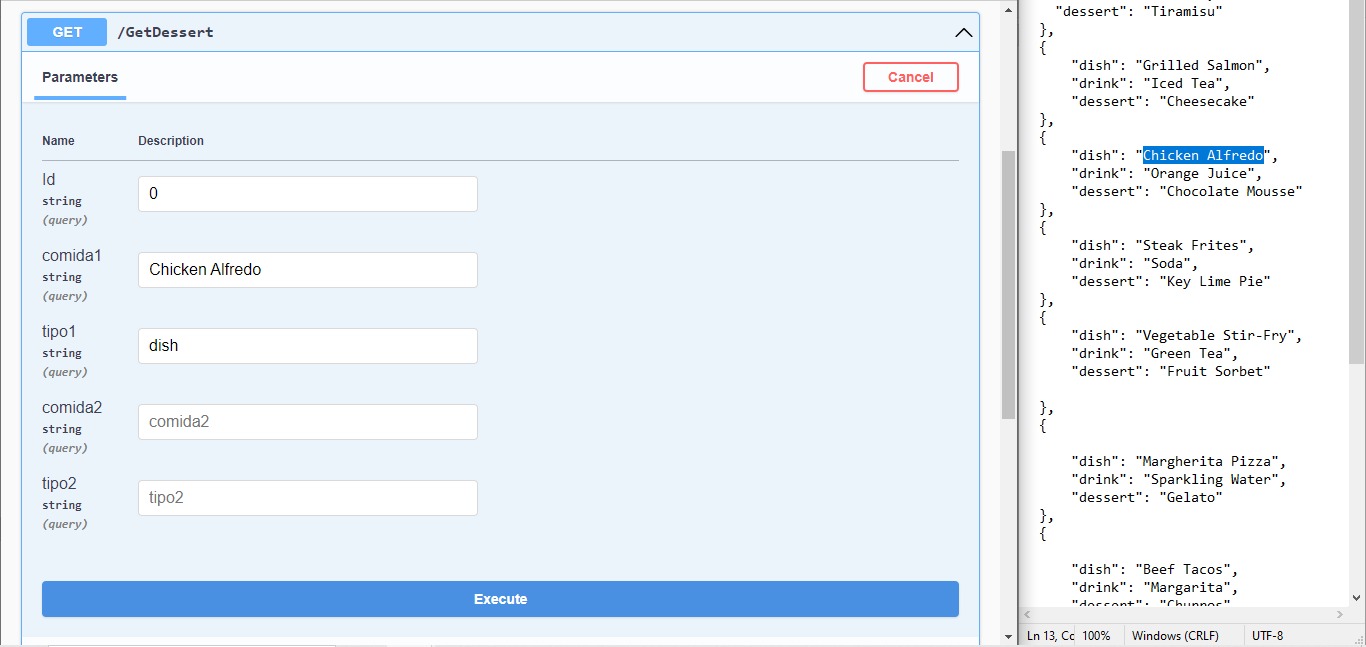 GET /GetDessert
Parameters
Cancel
Name Description
Id
string
(query)
0
comida1
string
(query)
Chicken Alfredo
tipo1
string
(query)
dish
comida2
string
(query)
comida2
tipo2
string
(query)
tipo2
Execute
"dessert": "Tiramisu"
},
{
"dish": "Grilled Salmon",
"drink": "Iced Tea",
"dessert": "Cheesecake"
},
{
"dish": "Chicken Alfredo",
"drink": "Orange Juice",
"dessert": "Chocolate Mousse"
},
{
"dish": "Steak Frites",
"drink": "Soda",
"dessert": "Key Lime Pie"
},
{
"dish": "Vegetable Stir-Fry",
"drink": "Green Tea",
"dessert": "Fruit Sorbet"
},
{
"dish": "Margherita Pizza",
"drink": "Sparkling Water",
"dessert": "Gelato"
},
{
"dish": "Beef Tacos",
"drink": "Margarita",
"dessert": "Churros"
Ln 13, Cc 100% Windows (CRLF) UTF-8